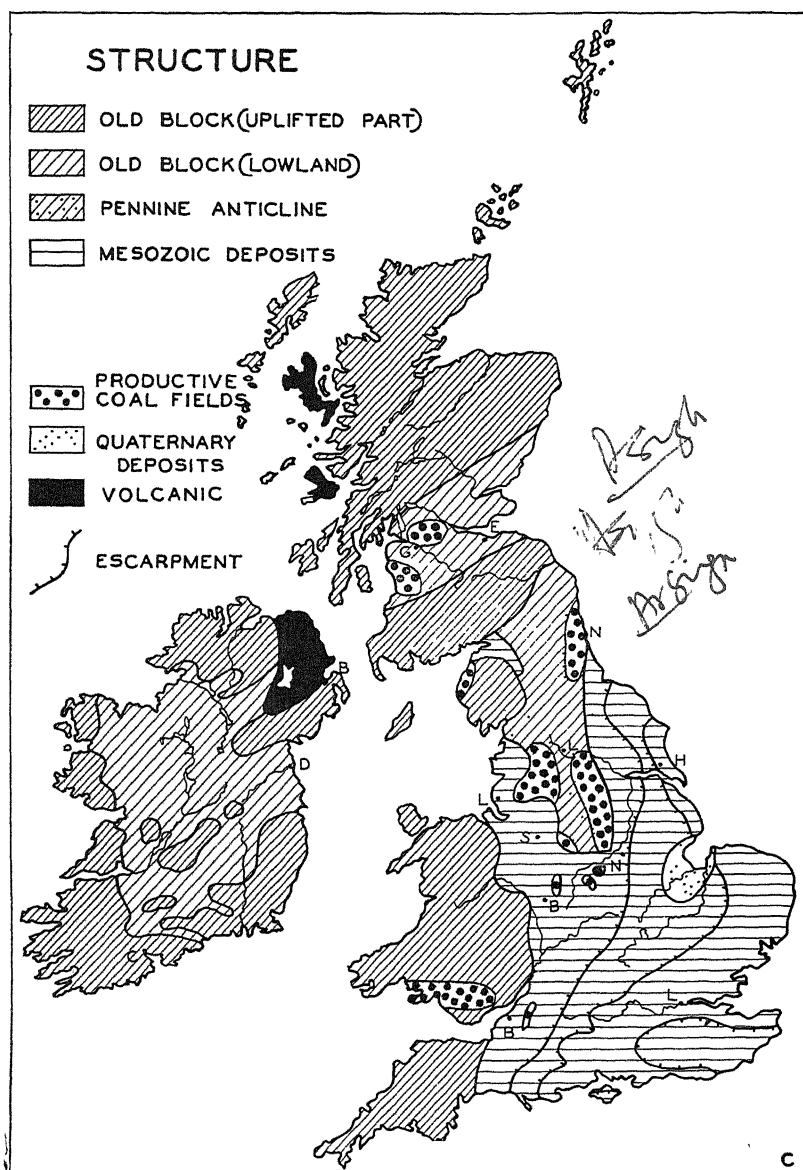 STRUCTURE
OLD BLOCK (UPLIFTED PART)
OLD BLOCK (LOWLAND)
PENNINE ANTICLINE
MESOZOIC DEPOSITS
PRODUCTIVE
COAL FIELDS
QUATERNARY
DEPOSITS
VOLCANIC
ESCARPMENT
E
G
N
B
D
H
L
S
N
B
C
L
B
C